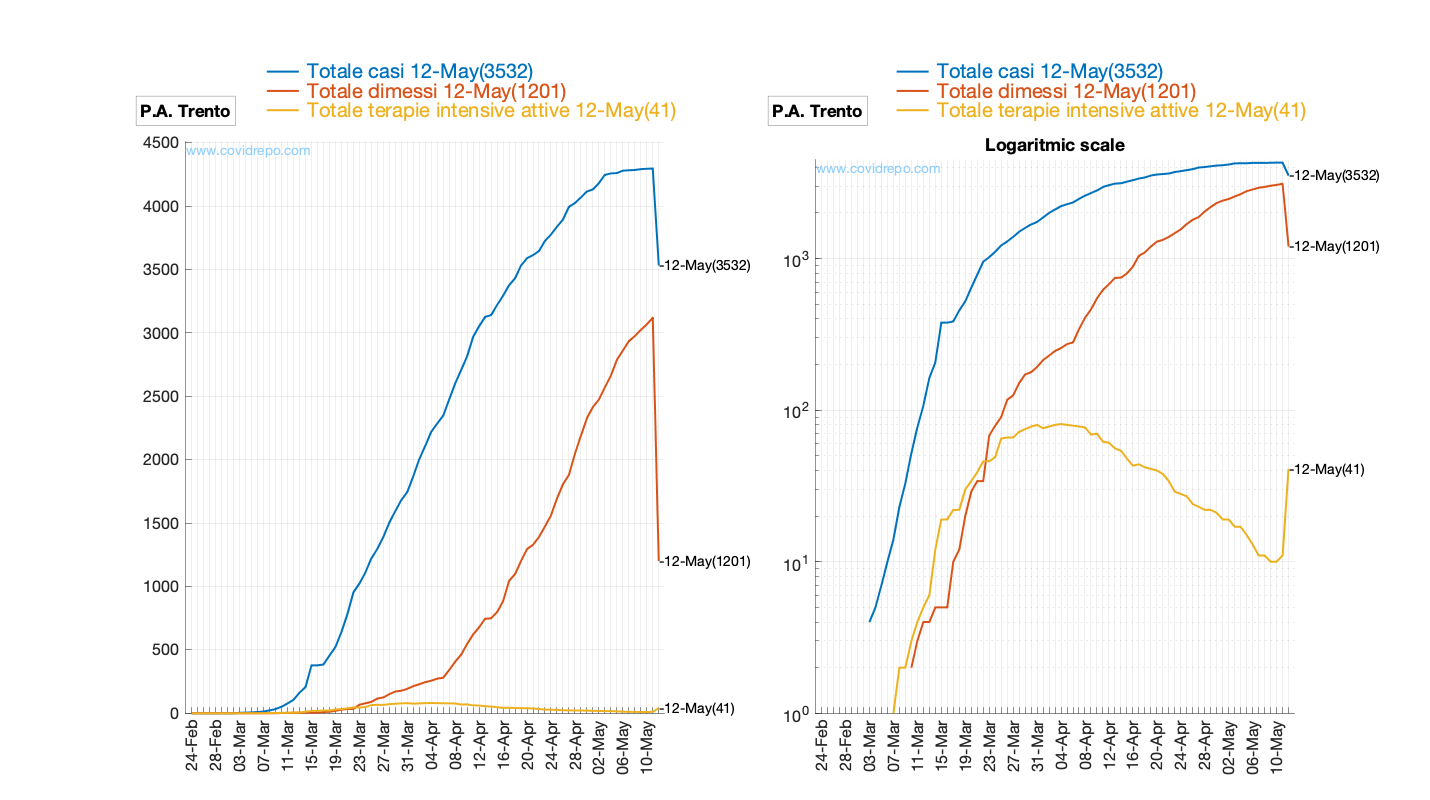 Totale casi 12-May(3532)
Totale dimessi 12-May(1201)
Totale terapie intensive attive 12-May(41)
P.A. Trento
www.covidrepo.com
4500
4000
3500
3000
2500
2000
1500
1000
500
0
12-May(3532)
12-May(1201)
12-May(41)
24-Feb
28-Feb
03-Mar
07-Mar
11-Mar
15-Mar
19-Mar
23-Mar
27-Mar
31-Mar
04-Apr
08-Apr
12-Apr
16-Apr
20-Apr
24-Apr
28-Apr
02-May
06-May
10-May
Totale casi 12-May(3532)
Totale dimessi 12-May(1201)
Totale terapie intensive attive 12-May(41)
P.A. Trento
Logaritmic scale
www.covidrepo.com
10³
10²
10¹
10⁰
12-May(3532)
12-May(1201)
12-May(41)
24-Feb
28-Feb
03-Mar
07-Mar
11-Mar
15-Mar
19-Mar
23-Mar
27-Mar
31-Mar
04-Apr
08-Apr
12-Apr
16-Apr
20-Apr
24-Apr
28-Apr
02-May
06-May
10-May